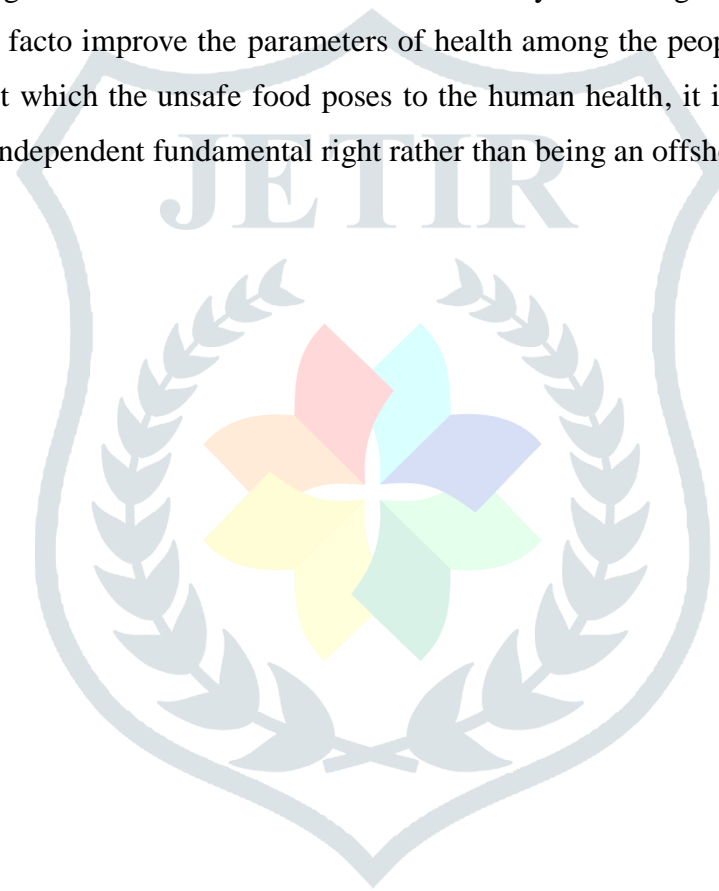 facto improve the parameters of health among the peop
t which the unsafe food poses to the human health, it i
ndependent fundamental right rather than being an offsh
JETIR